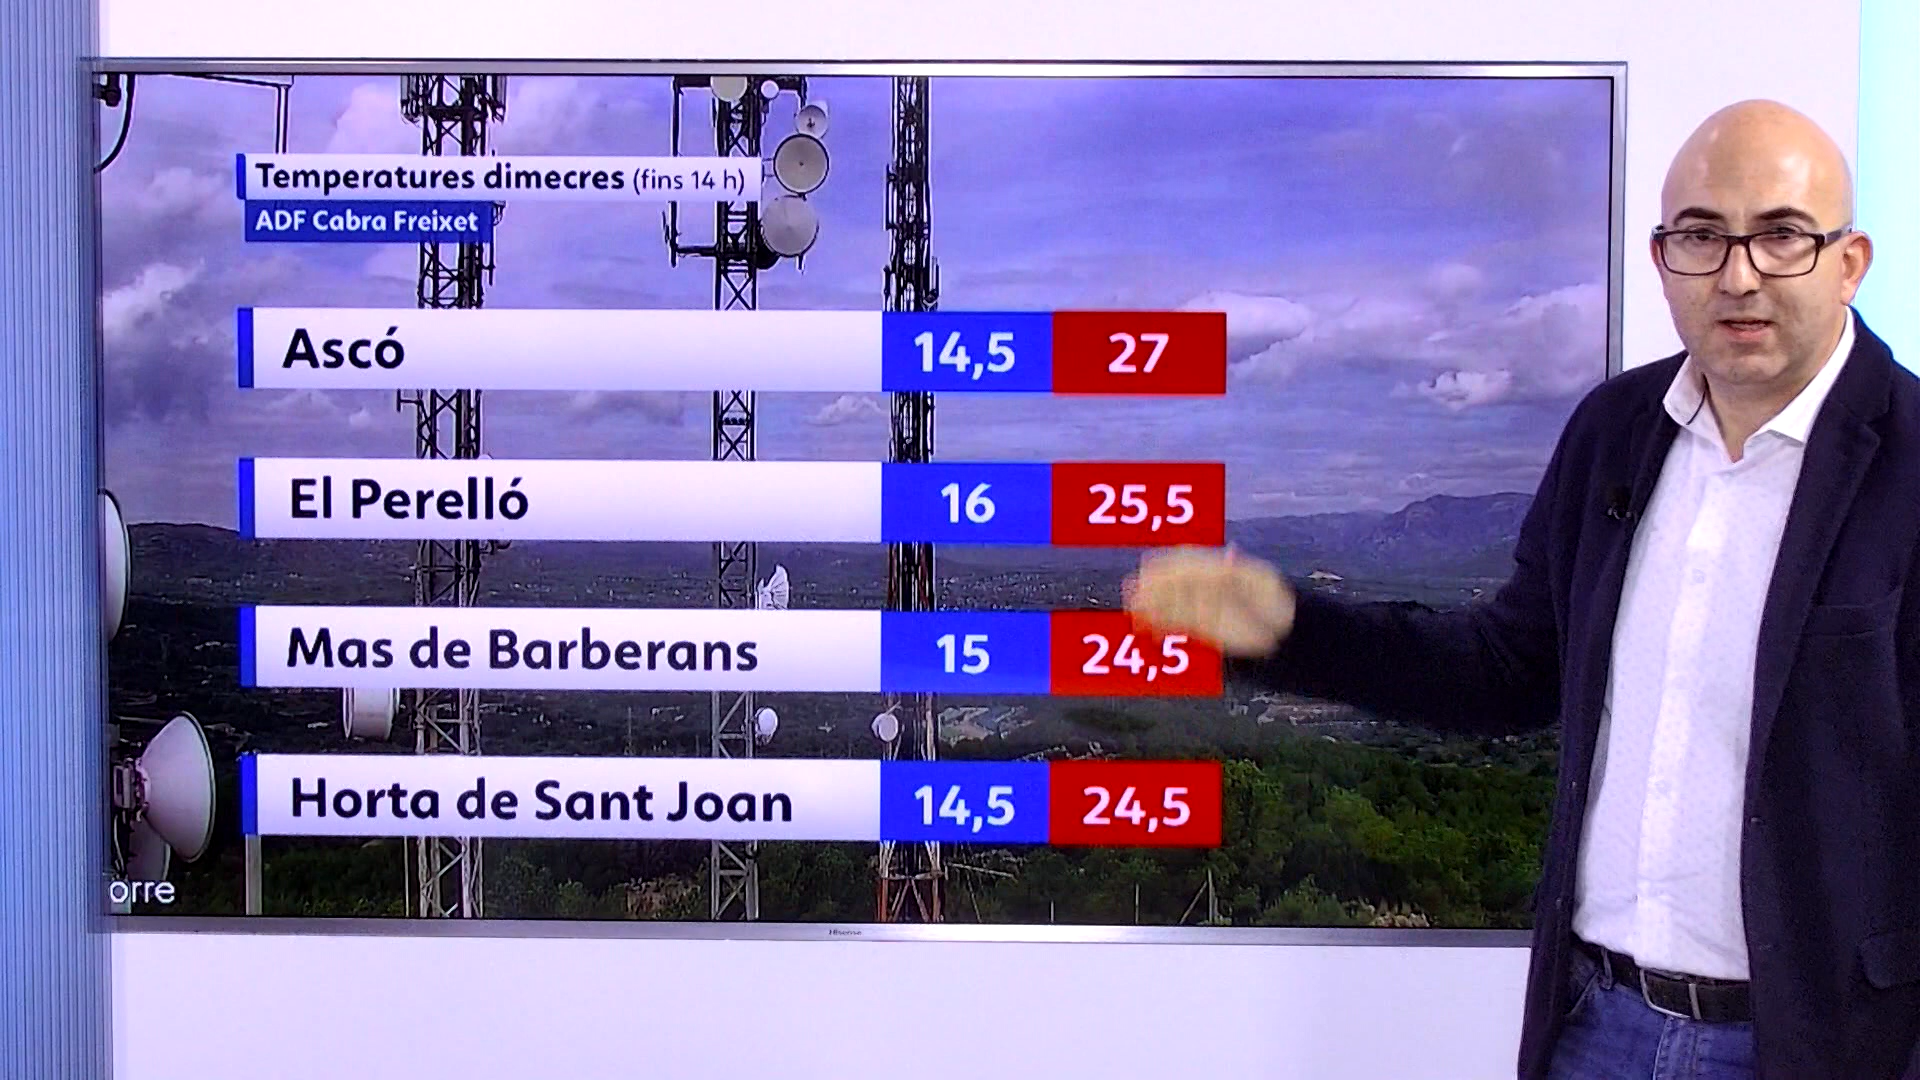 Temperatures dimecres (fins 14 h)
ADF Cabra Freixet
Ascó 14,5 27
El Perelló 16 25,5
Mas de Barberans 15 24,5
Horta de Sant Joan 14,5 24,5
orre
Hisense